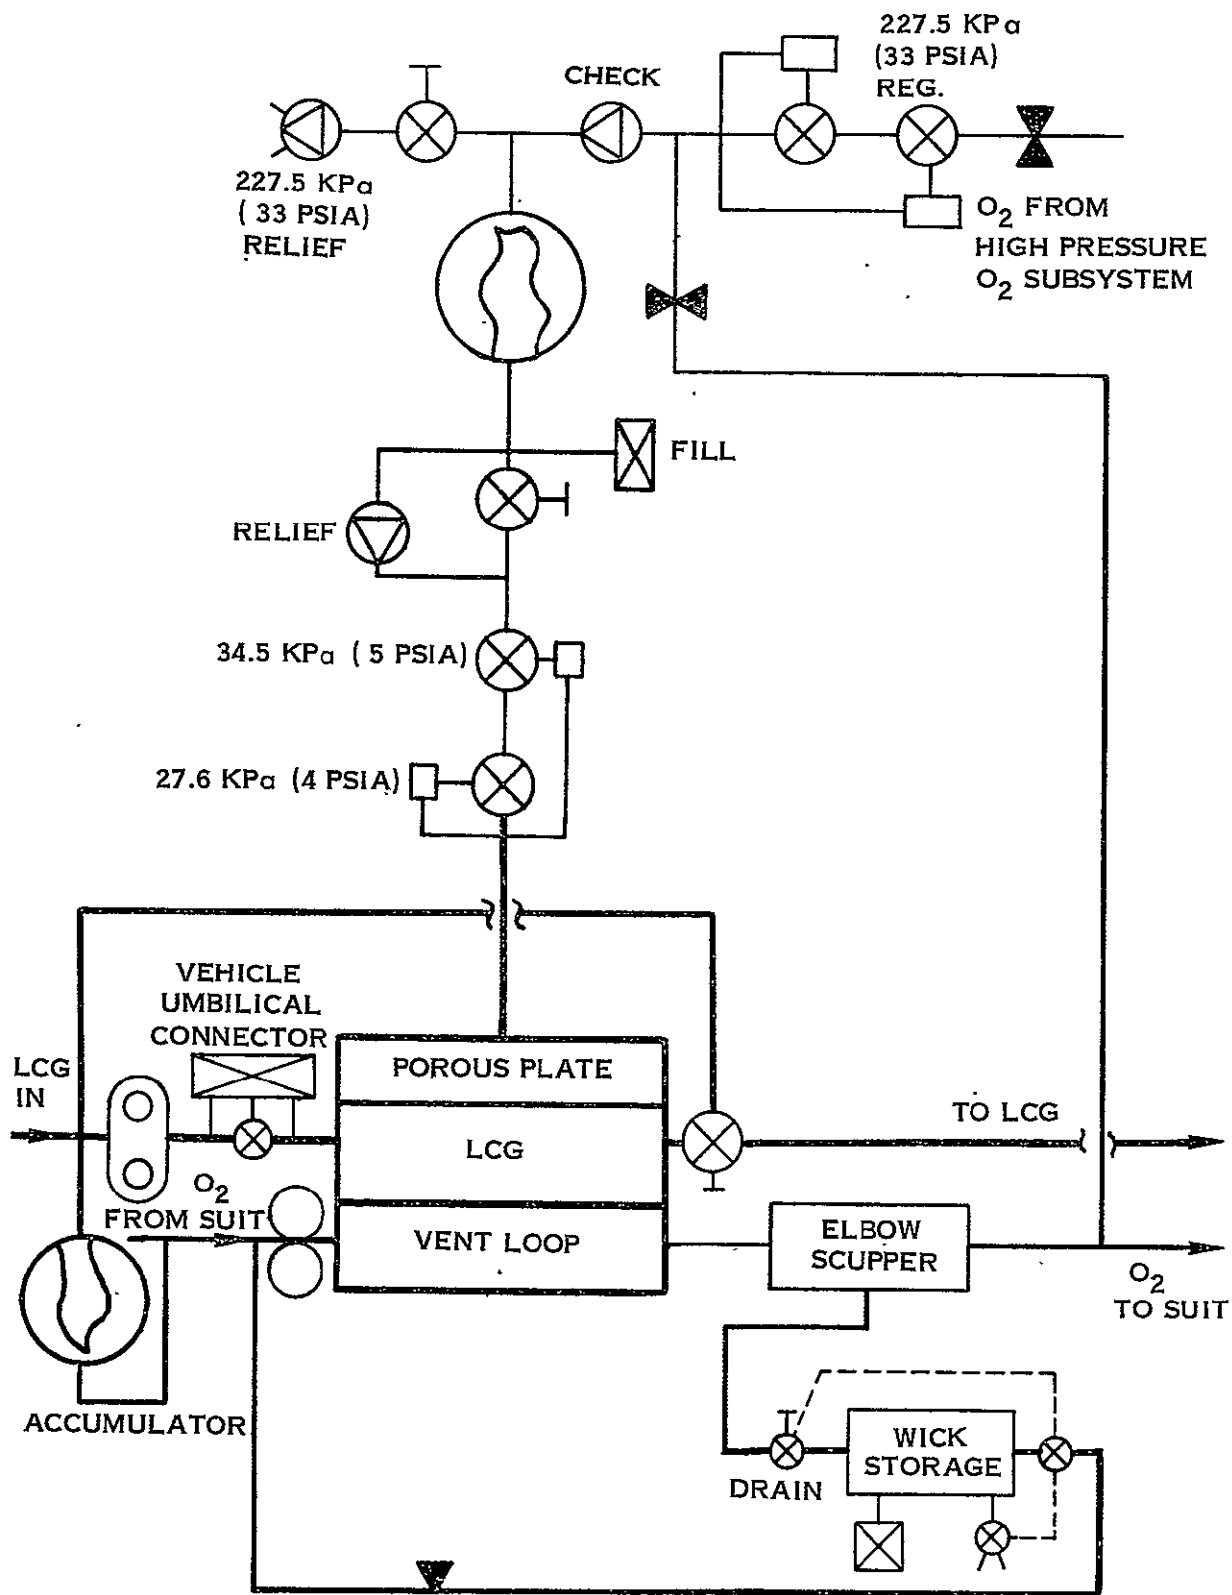 227.5 KPa
(33 PSIA)
REG.
CHECK
227.5 KPa
( 33 PSIA)
RELIEF
O2 FROM
HIGH PRESSURE
O2 SUBSYSTEM
FILL
RELIEF
34.5 KPa ( 5 PSIA)
27.6 KPa (4 PSIA)
VEHICLE
UMBILICAL
CONNECTOR
LCG
IN
POROUS PLATE
TO LCG
LCG
O2
FROM SUIT
VENT LOOP
ELBOW
SCUPPER
O2
TO SUIT
ACCUMULATOR
WICK
STORAGE
DRAIN